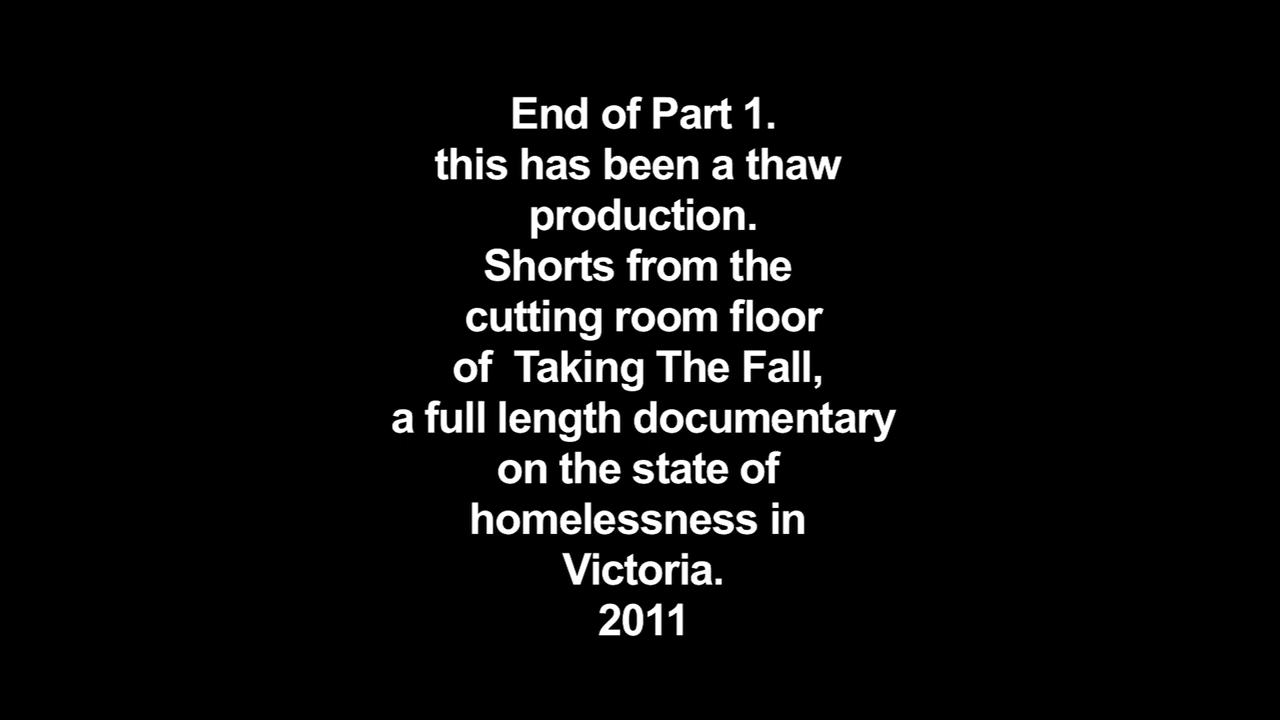 End of Part 1.
this has been a thaw
production.
Shorts from the
cutting room floor
of  Taking The Fall,
a full length documentary
on the state of
homelessness in
Victoria.
2011